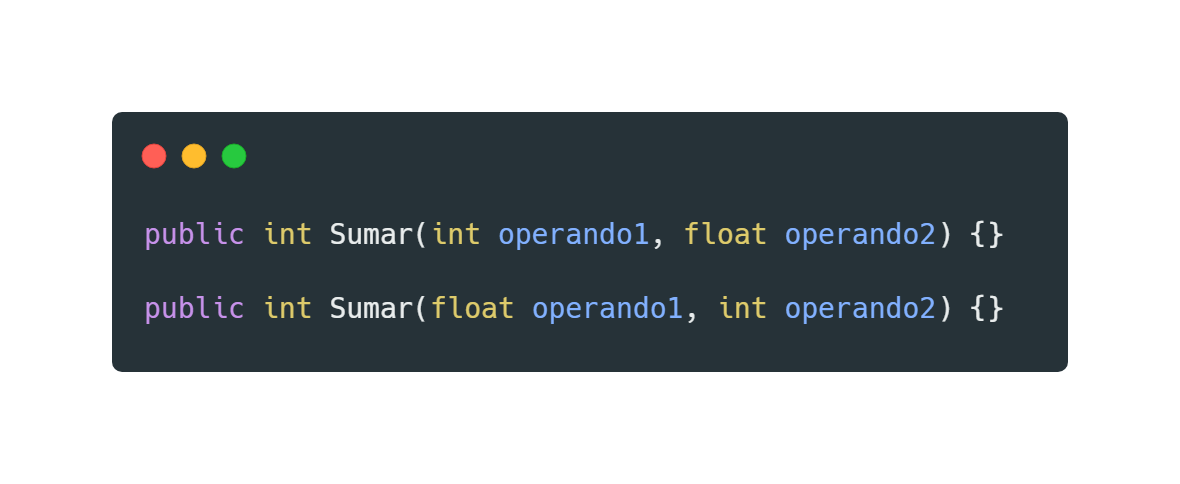 public int Sumar(int operando1, float operando2) {}
public int Sumar(float operando1, int operando2) {}